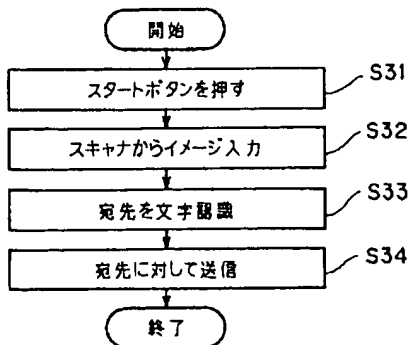 開始
スタートボタンを押す
S31
スキャナからイメージ入力
S32
宛先を文字認識
S33
宛先に対して送信
S34
終了